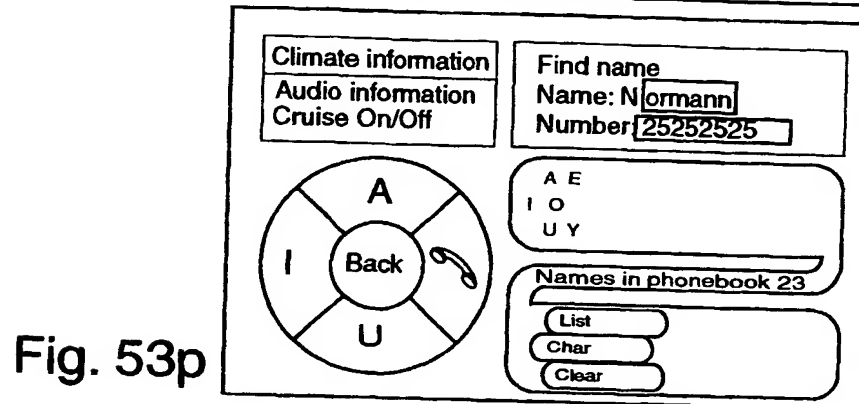 Climate information
Audio information
Cruise On/Off
Find name
Name: Normann
Number: 25252525
A
I
Back
U
A E
I O
U Y
Names in phonebook 23
List
Char
Clear
Fig. 53p